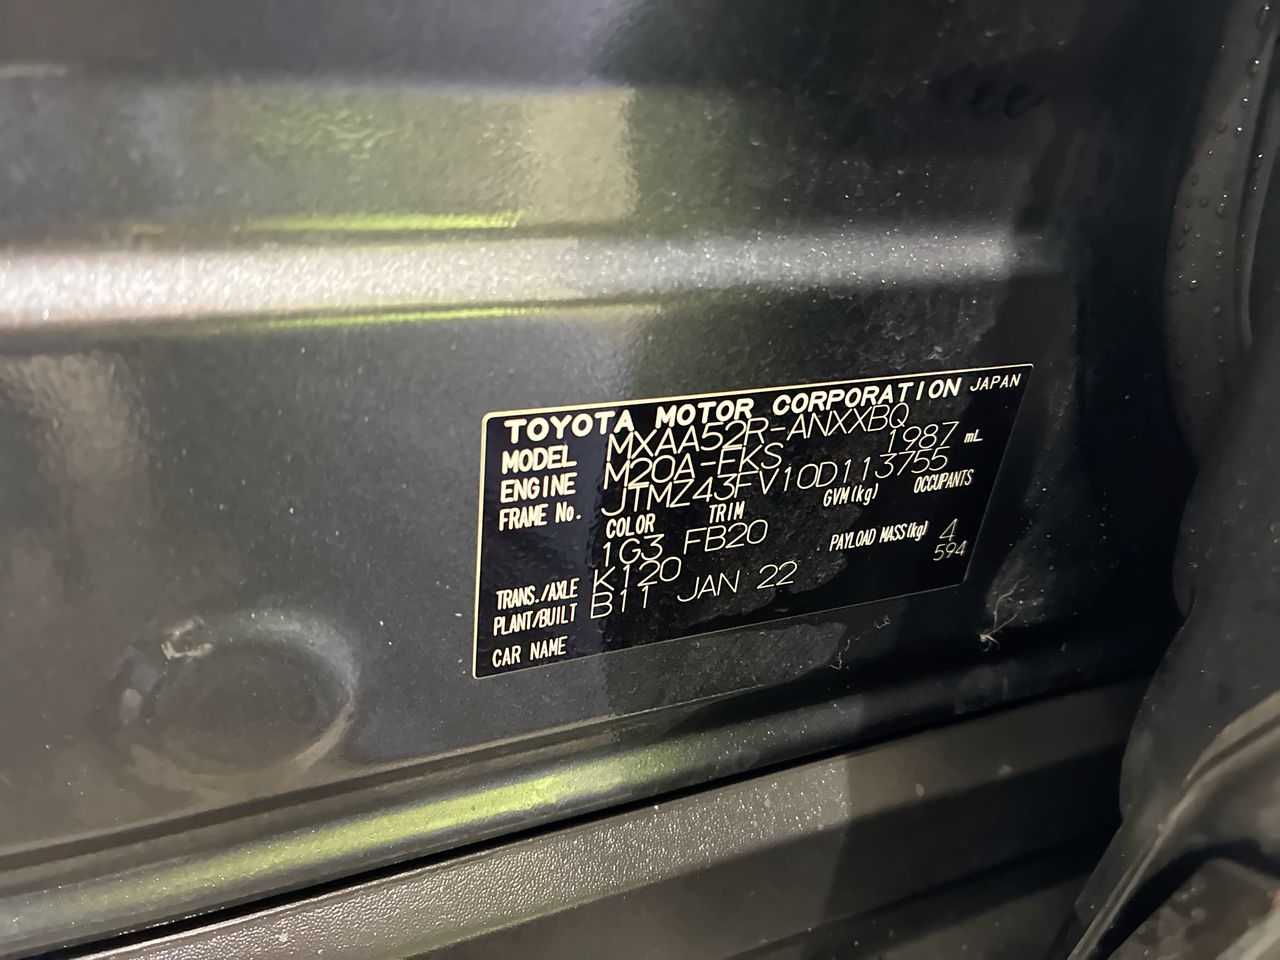 TOYOTA MOTOR CORPORATION JAPAN
MODEL MXAA52R-ANXXBQ
ENGINE M20A-FKS 1987 mL
FRAME No. JTMZ43FV10D113755
COLOR TRIM GVM(kg) OCCUPANTS
1G3 FB20 4
TRANS./AXLE K120 PAYLOAD MASS(kg) 594
PLANT/BUILT B11 JAN 22
CAR NAME